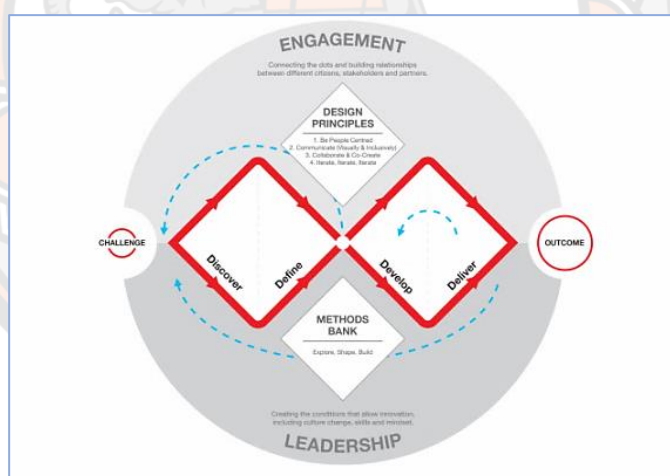 ENGAGEMENT
Connecting the dots and building relationships
between different citizens, stakeholders and partners.
DESIGN
PRINCIPLES
1. Be People Centred
2. Communicate (Visually & Inclusively)
3. Collaborate & Co-Create
4. Iterate, Iterate, Iterate
CHALLENGE
OUTCOME
Discover
Define
Develop
Deliver
METHODS
BANK
Explore, Shape, Build
Creating the conditions that allow innovation,
including culture change, skills and mindset.
LEADERSHIP